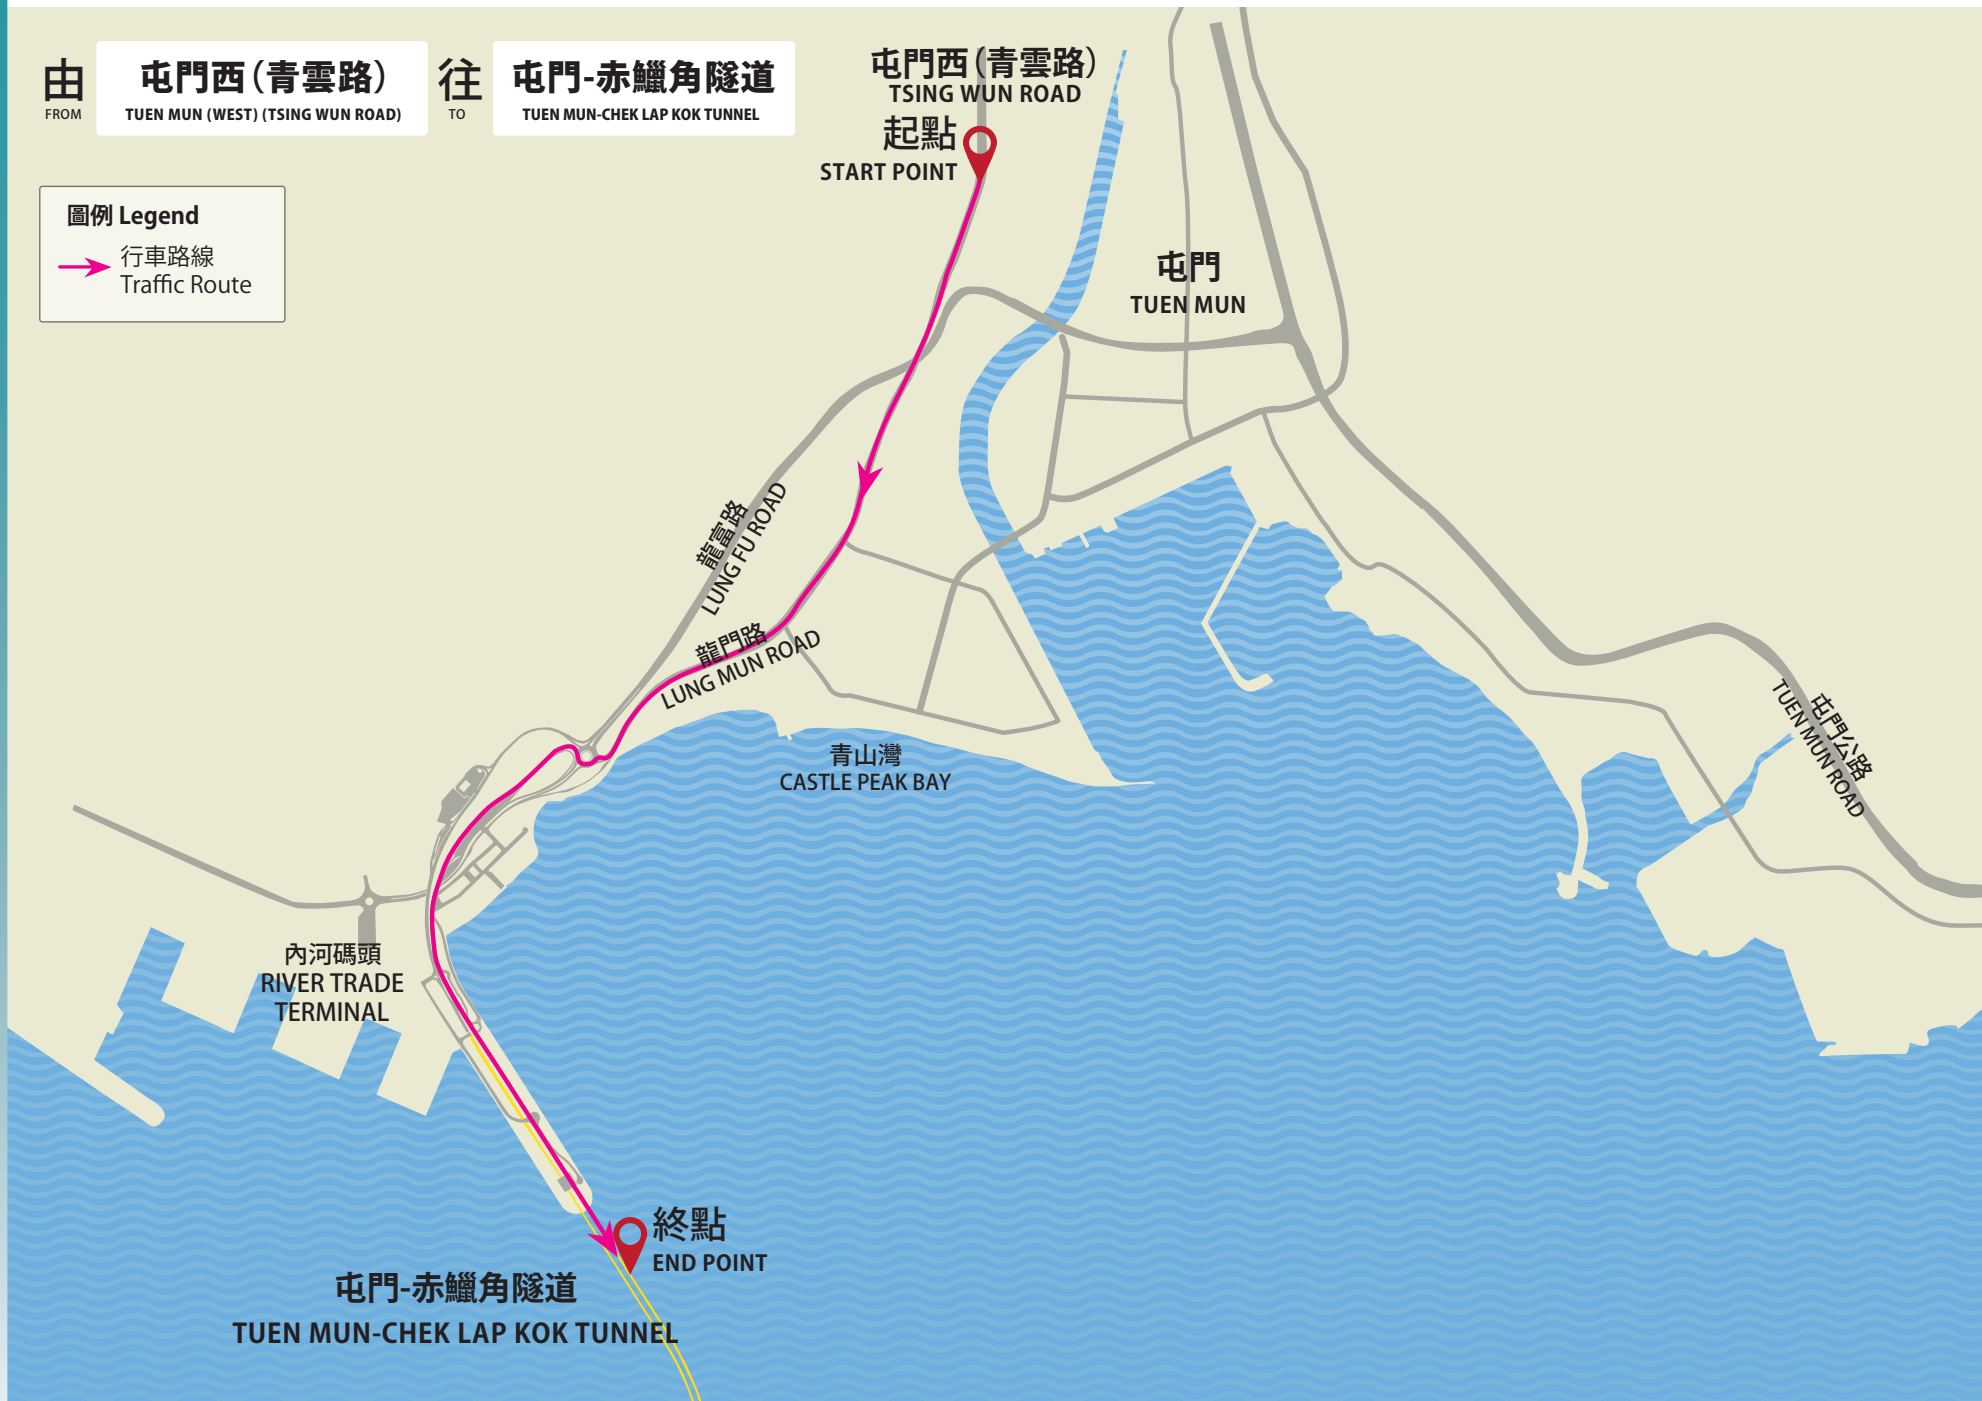 由
FROM
屯門西（青雲路）
TUEN MUN (WEST) (TSING WUN ROAD)
往
TO
屯門-赤鱲角隧道
TUEN MUN-CHEK LAP KOK TUNNEL
圖例 Legend
行車路線
Traffic Route
屯門西（青雲路）
TSING WUN ROAD
起點
START POINT
屯門
TUEN MUN
龍富路
LUNG FU ROAD
龍門路
LUNG MUN ROAD
青山灣
CASTLE PEAK BAY
屯門公路
TUEN MUN ROAD
內河碼頭
RIVER TRADE
TERMINAL
終點
END POINT
屯門-赤鱲角隧道
TUEN MUN-CHEK LAP KOK TUNNEL